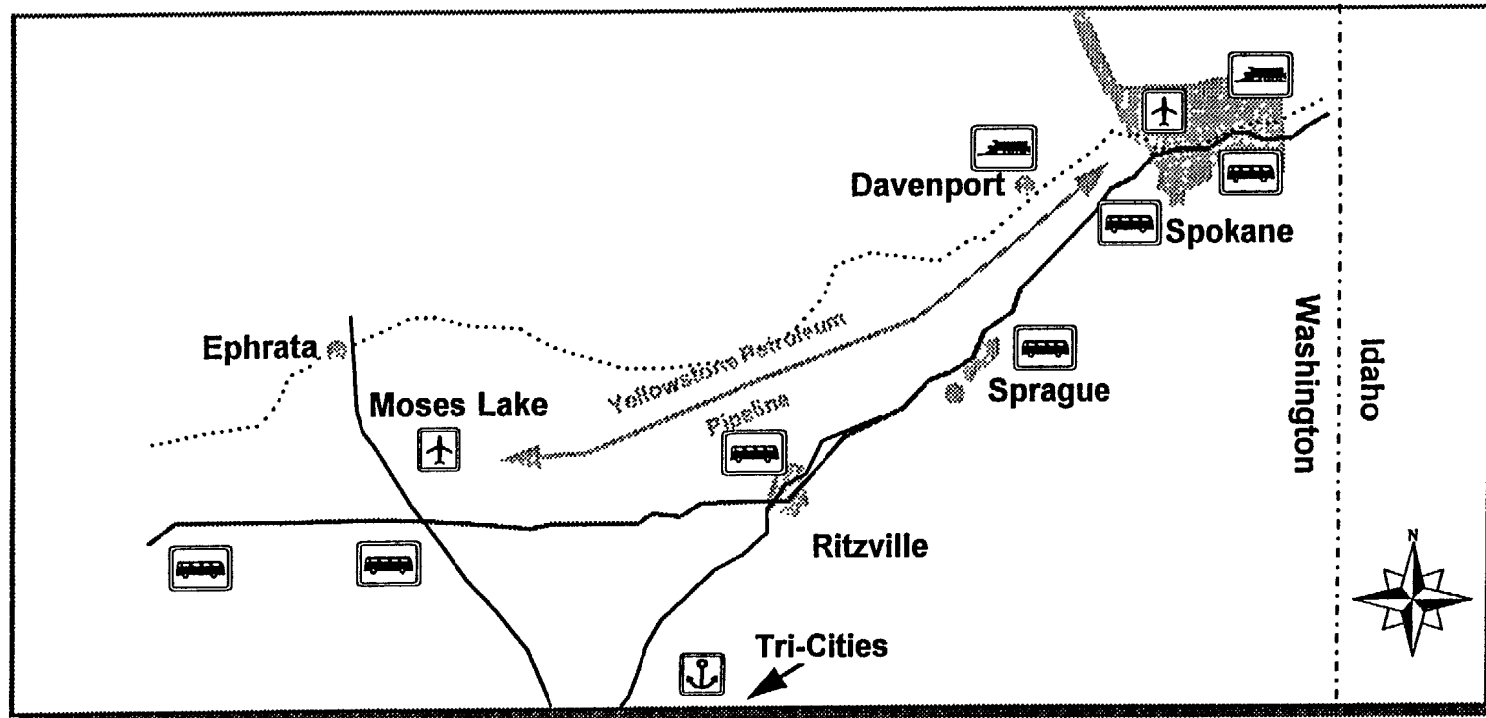 Davenport
Spokane
Ephrata
Moses Lake
Yellowstone Petroleum
Pipeline
Sprague
Washington
Idaho
Ritzville
N
Tri-Cities